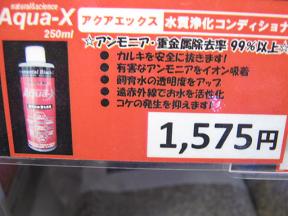 natural&science
Aqua-X
250ml
アクアエックス 水質浄化コンディショナ
☆アンモニア・重金属除去率 99%以上☆
● カルキを安全に抜きます!
● 有害なアンモニアをイオン吸着
● 飼育水の透明度をアップ
● 遠赤外線でお水を活性化
● コケの発生を抑えます!
Aqua-X
1,575円